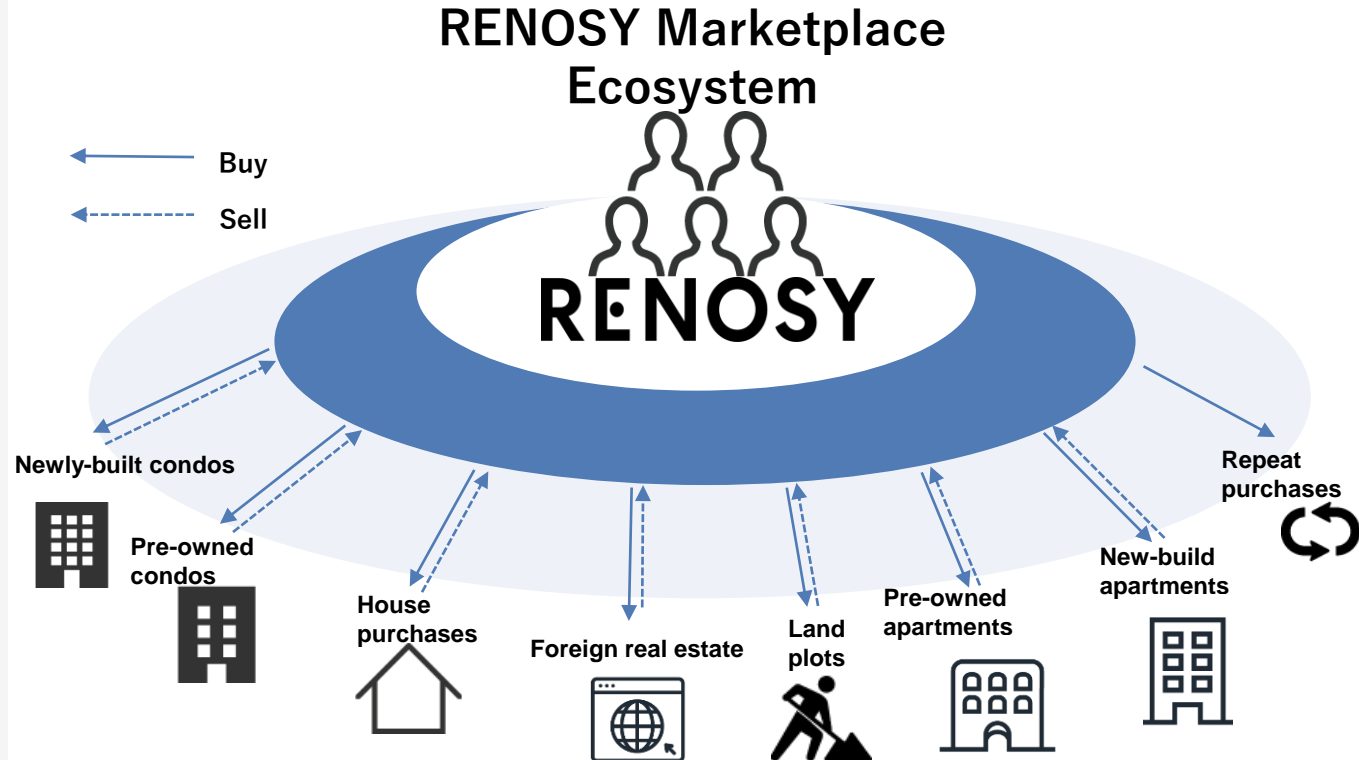 RENOSY Marketplace
Ecosystem
Buy
Sell
RENOSY
Newly-built condos
Pre-owned
condos
House
purchases
Foreign real estate
Land
plots
Pre-owned
apartments
New-build
apartments
Repeat
purchases